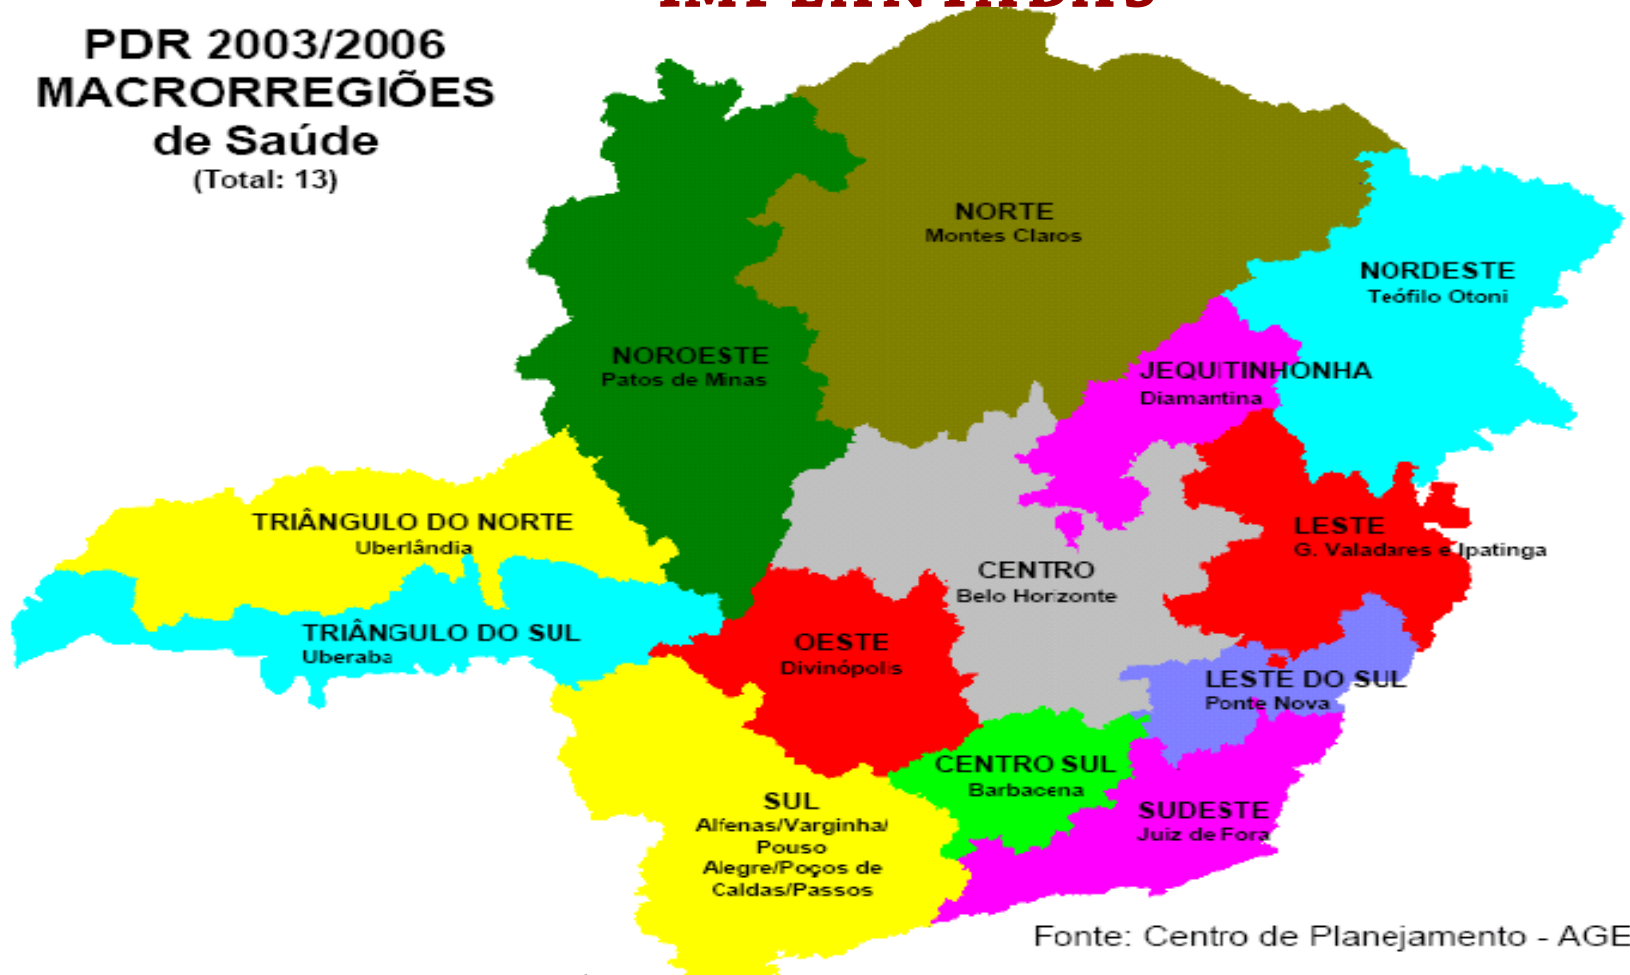 IMPLANTADAS
PDR 2003/2006
MACRORREGIÕES
de Saúde
(Total: 13)
NORTE
Montes Claros
NORDESTE
Teófilo Otoni
NOROESTE
Patos de Minas
JEQUITINHONHA
Diamantina
TRIÂNGULO DO NORTE
Uberlândia
LESTE
G. Valadares e Ipatinga
CENTRO
Belo Horizonte
TRIÂNGULO DO SUL
Uberaba
OESTE
Divinópolis
LESTE DO SUL
Ponte Nova
CENTRO SUL
Barbacena
SUL
Alfenas/Varginha/
Pouso
Alegre/Poços de
Caldas/Passos
SUDESTE
Juiz de Fora
Fonte: Centro de Planejamento - AGE